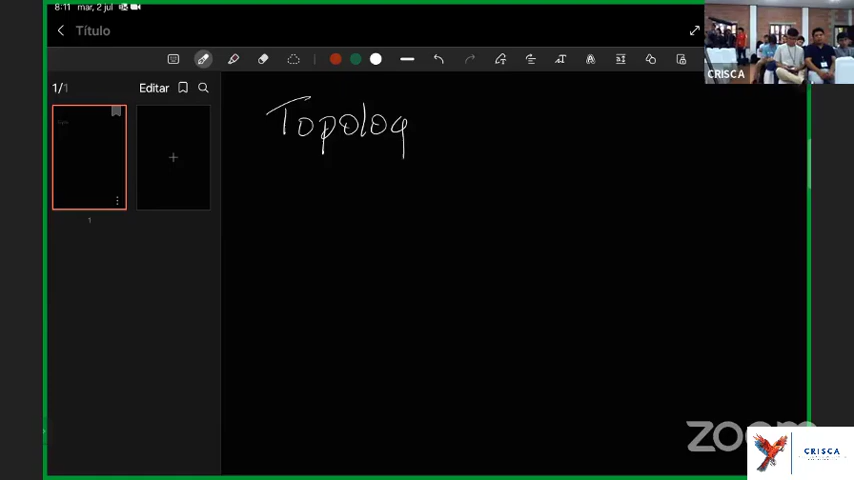 8:11 mar, 2 jul
Título
CRISCA
1/1
Editar
Topolog
1
zoom
CRISCA